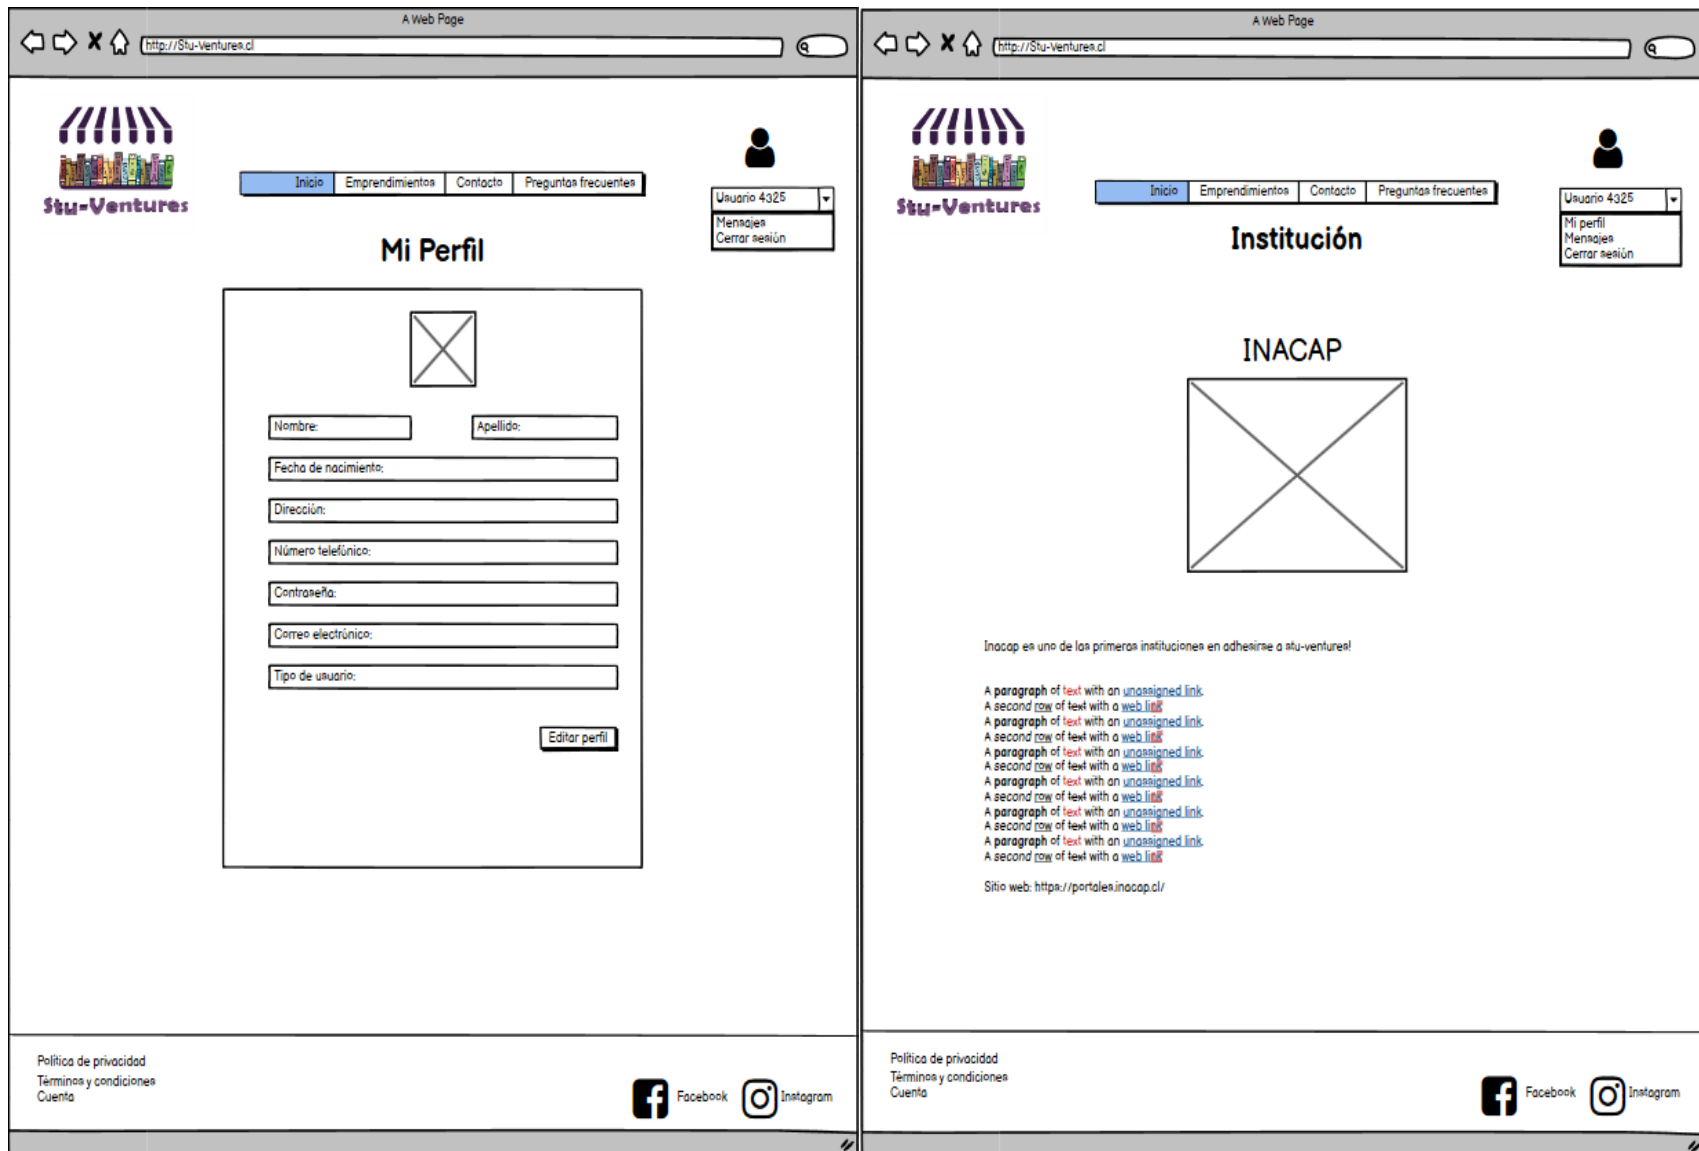 A Web Page
http://Stu-Ventures.cl
Stu-Ventures
Inicio Emprendimientos Contacto Preguntas frecuentes
Usuario 4325
Mensajes
Cerrar sesión
Mi Perfil
Nombre: Apellido:
Fecha de nacimiento:
Dirección:
Número telefónico:
Contraseña:
Correo electrónico:
Tipo de usuario:
Editar perfil
Política de privacidad
Términos y condiciones
Cuenta
Facebook Instagram
A Web Page
http://Stu-Ventures.cl
Stu-Ventures
Inicio Emprendimientos Contacto Preguntas frecuentes
Usuario 4325
Mi perfil
Mensajes
Cerrar sesión
Institución
INACAP
Inacap es uno de las primeras instituciones en adhesirse a stu-ventures!
A paragraph of text with an unassigned link.
A second row of text with a web link
A paragraph of text with an unassigned link.
A second row of text with a web link
A paragraph of text with an unassigned link.
A second row of text with a web link
A paragraph of text with an unassigned link.
A second row of text with a web link
A paragraph of text with an unassigned link.
A second row of text with a web link
A paragraph of text with an unassigned link.
A second row of text with a web link
Sitio web: https://portales.inacap.cl/
Política de privacidad
Términos y condiciones
Cuenta
Facebook Instagram